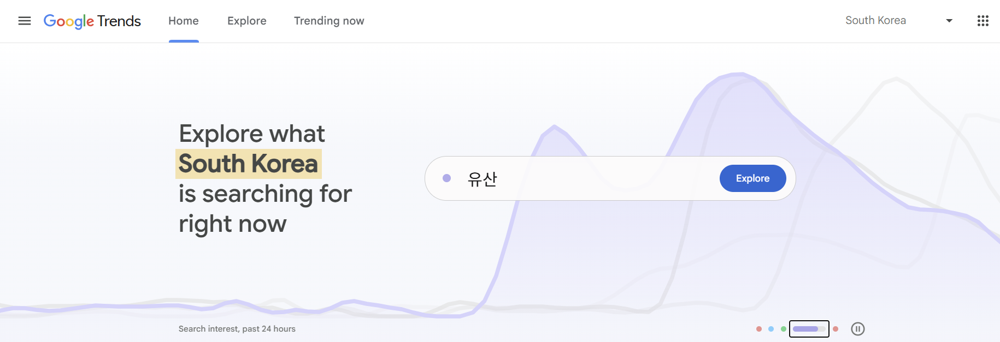 Google Trends Home Explore Trending now South Korea
Explore what
South Korea
is searching for
right now
유산 Explore
Search interest, past 24 hours